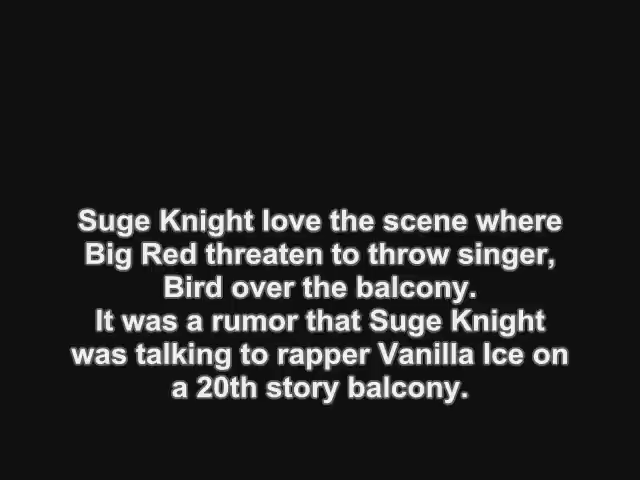 Suge Knight love the scene where
Big Red threaten to throw singer,
Bird over the balcony.
It was a rumor that Suge Knight
was talking to rapper Vanilla Ice on
a 20th story balcony.